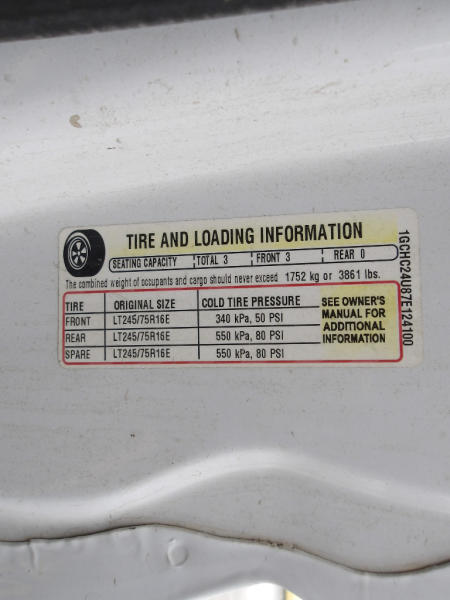 TIRE AND LOADING INFORMATION
SEATING CAPACITY TOTAL 3 FRONT 3 REAR 0
The combined weight of occupants and cargo should never exceed 1752 kg or 3861 lbs.
TIRE ORIGINAL SIZE COLD TIRE PRESSURE
FRONT LT245/75R16E 340 kPa, 50 PSI
REAR LT245/75R16E 550 kPa, 80 PSI
SPARE LT245/75R16E 550 kPa, 80 PSI
SEE OWNER'S
MANUAL FOR
ADDITIONAL
INFORMATION
1GCHC24U87E124100